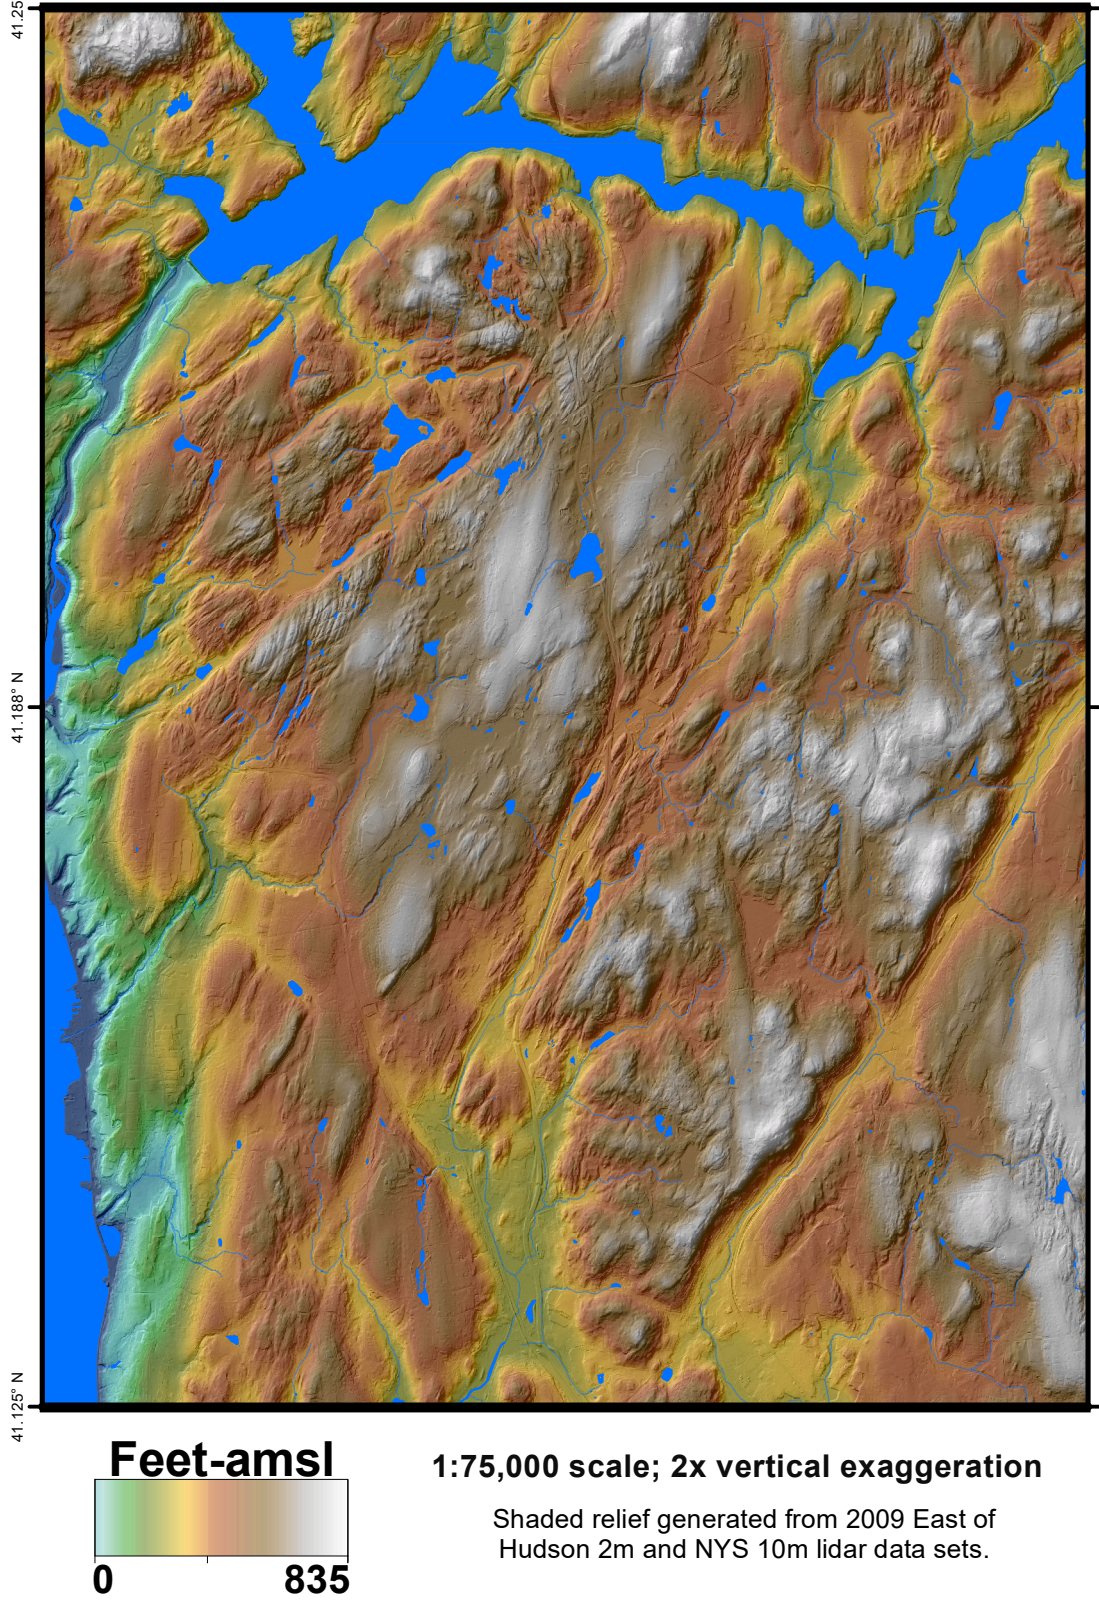 41.25
41.188° N
41.125° N
Feet-amsl
0 835
1:75,000 scale; 2x vertical exaggeration
Shaded relief generated from 2009 East of
Hudson 2m and NYS 10m lidar data sets.